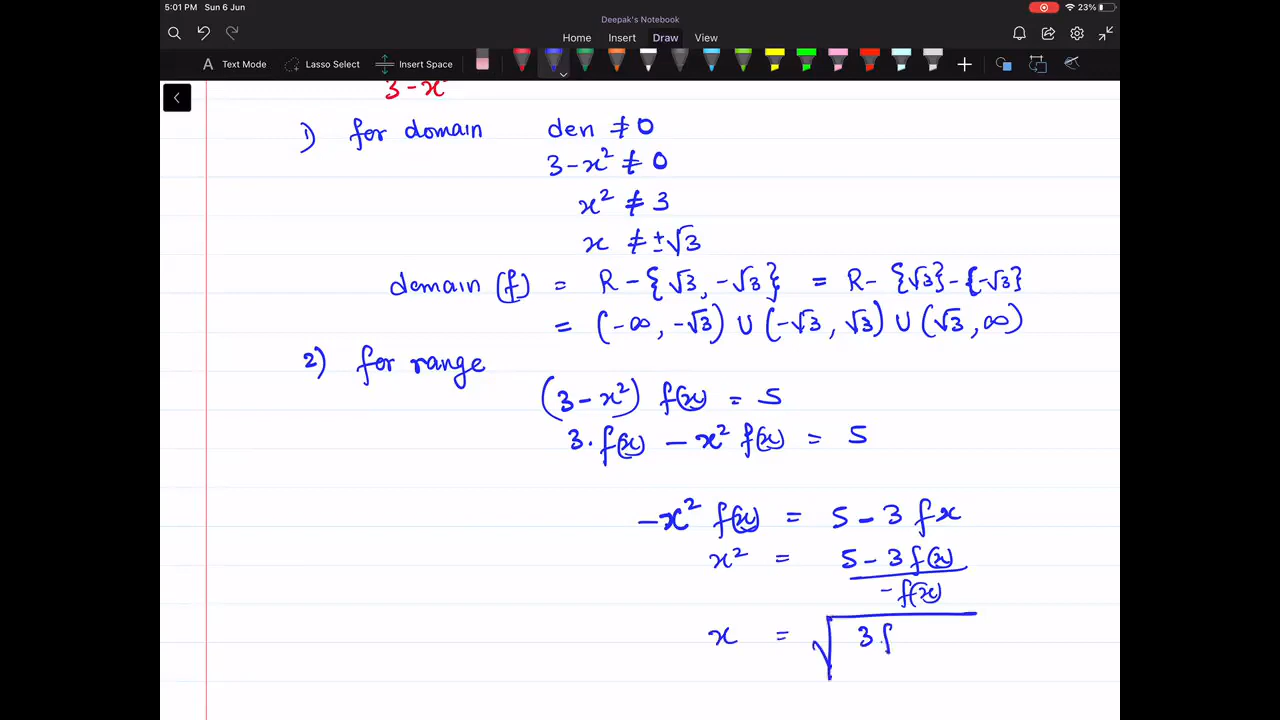 5:01 PM Sun 6 Jun
23%
Deepak's Notebook
Home Insert Draw View
A Text Mode Lasso Select Insert Space
3 - x
1) for domain den ≠ 0
3 - x² ≠ 0
x² ≠ 3
x ≠ ±√3
domain (f) = R - {√3, -√3} = R - {√3} - {-√3}
= (-∞, -√3) ∪ (-√3, √3) ∪ (√3, ∞)
2) for range
(3 - x²) f(x) = 5
3. f(x) - x² f(x) = 5
-x² f(x) = 5 - 3 fx
x² = 5 - 3 f(x)
- f(x)
x = √3 f